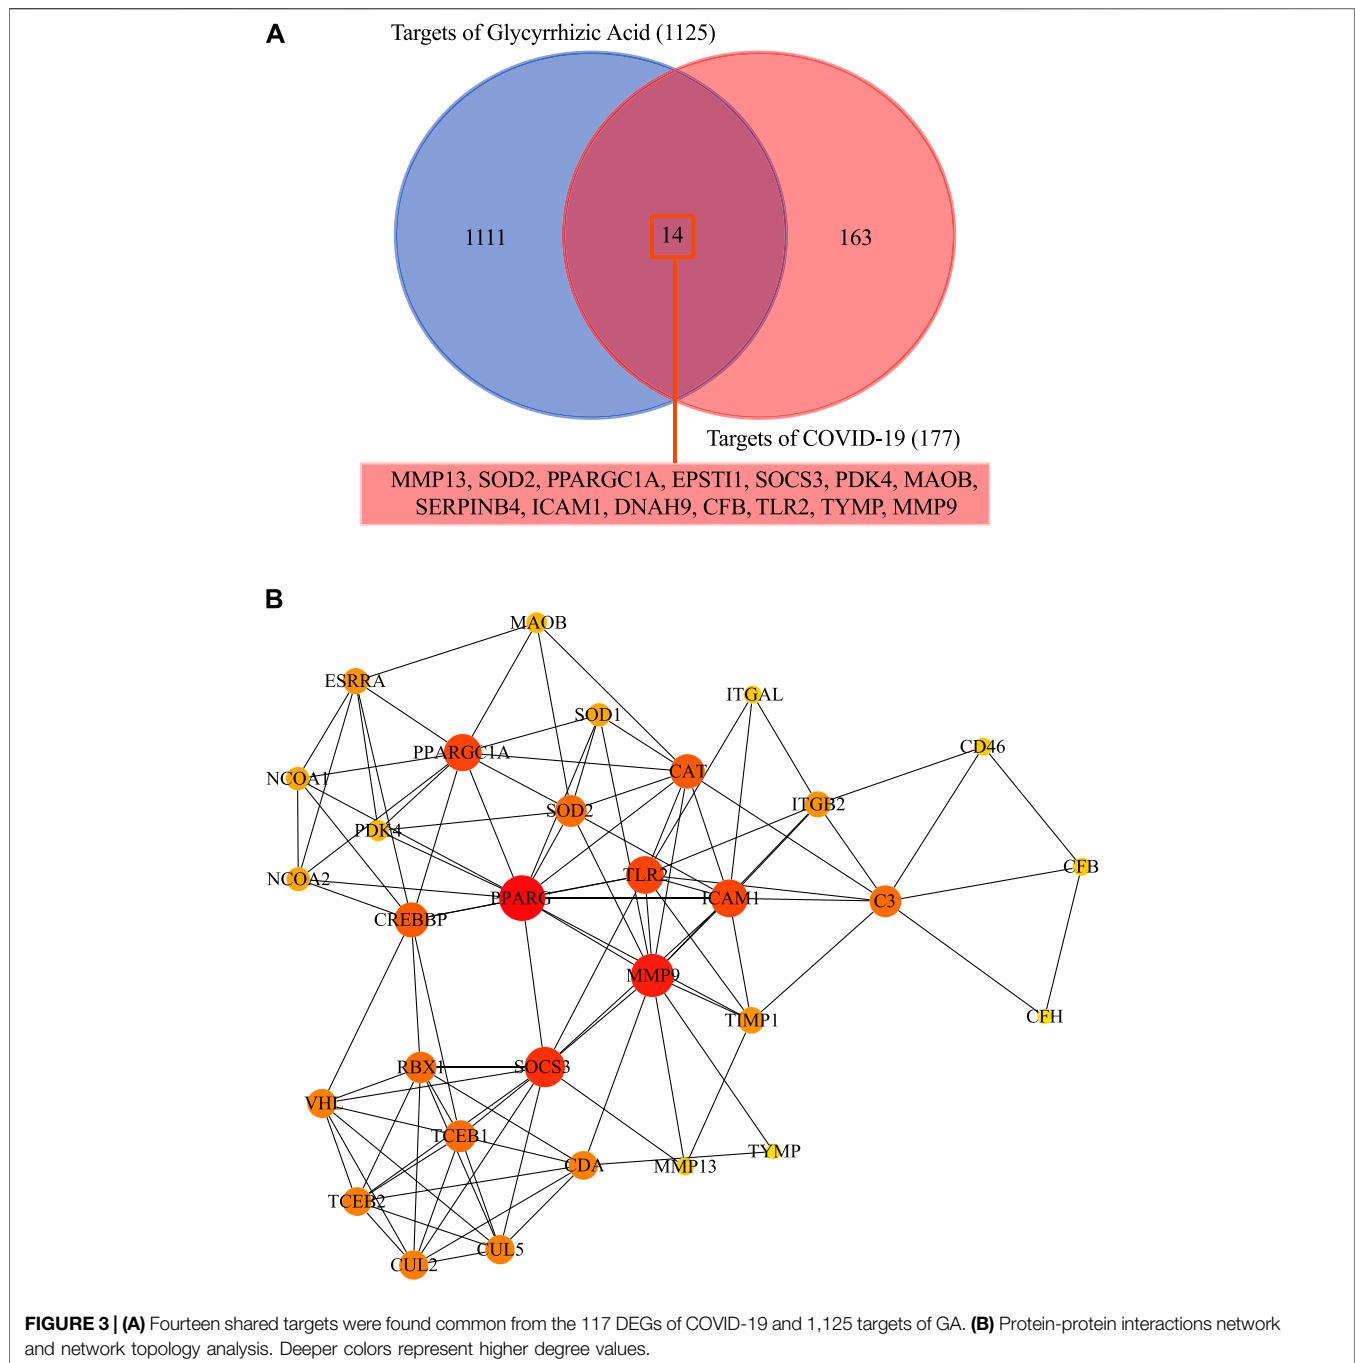 A
Targets of Glycyrrhizic Acid (1125)
1111
14
163
Targets of COVID-19 (177)
MMP13, SOD2, PPARGC1A, EPSTI1, SOCS3, PDK4, MAOB,
SERPINB4, ICAM1, DNAH9, CFB, TLR2, TYMP, MMP9
B
MAOB
ESRRA
ITGAL
SOD1
PPARGC1A
CD46
NCOA1
CAT
ITGB2
SOD2
PDK4
CFB
NCOA2
TLR2
PPARG
ICAM1
C3
CREBBP
MMP9
TIMP1
CFH
RBX1
SOCS3
VHL
TCEB1
TYMP
CDA
MMP13
TCEB2
CUL5
CUL2
FIGURE 3 | (A) Fourteen shared targets were found common from the 117 DEGs of COVID-19 and 1,125 targets of GA. (B) Protein-protein interactions network
and network topology analysis. Deeper colors represent higher degree values.